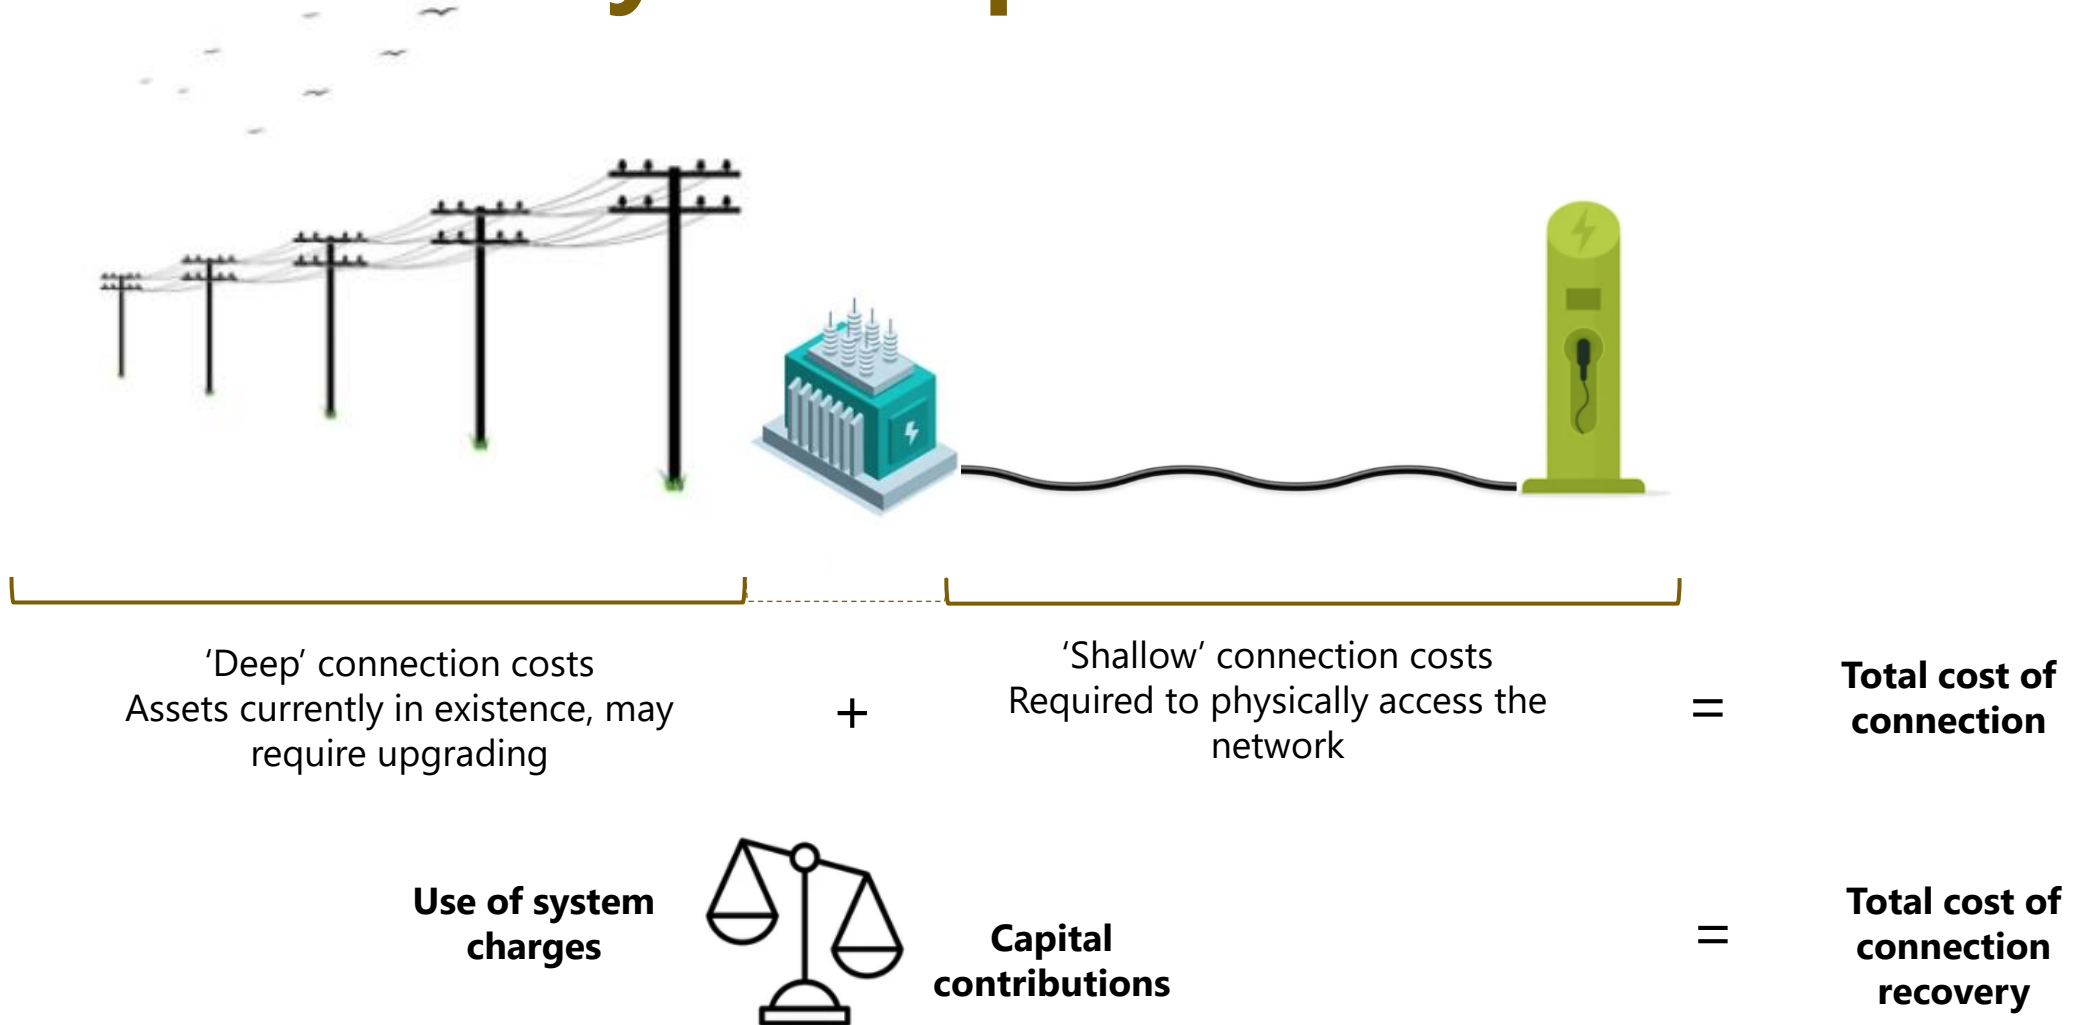 ‘Deep’ connection costs
Assets currently in existence, may
require upgrading
+
‘Shallow’ connection costs
Required to physically access the
network
=
Total cost of
connection
Use of system
charges
Capital
contributions
=
Total cost of
connection
recovery